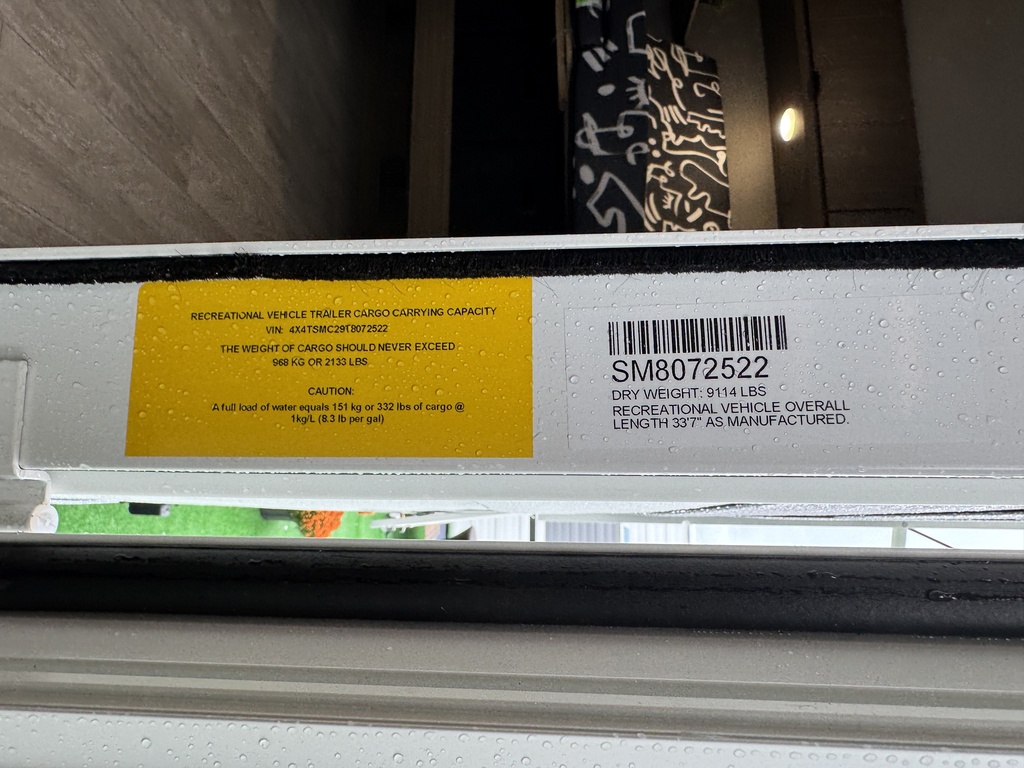 RECREATIONAL VEHICLE TRAILER CARGO CARRYING CAPACITY
VIN: 4X4TSMC29T8072522
THE WEIGHT OF CARGO SHOULD NEVER EXCEED
968 KG OR 2133 LBS
CAUTION:
A full load of water equals 151 kg or 332 lbs of cargo @
1kg/L (8.3 lb per gal)
SM8072522
DRY WEIGHT: 9114 LBS
RECREATIONAL VEHICLE OVERALL
LENGTH 33'7" AS MANUFACTURED.